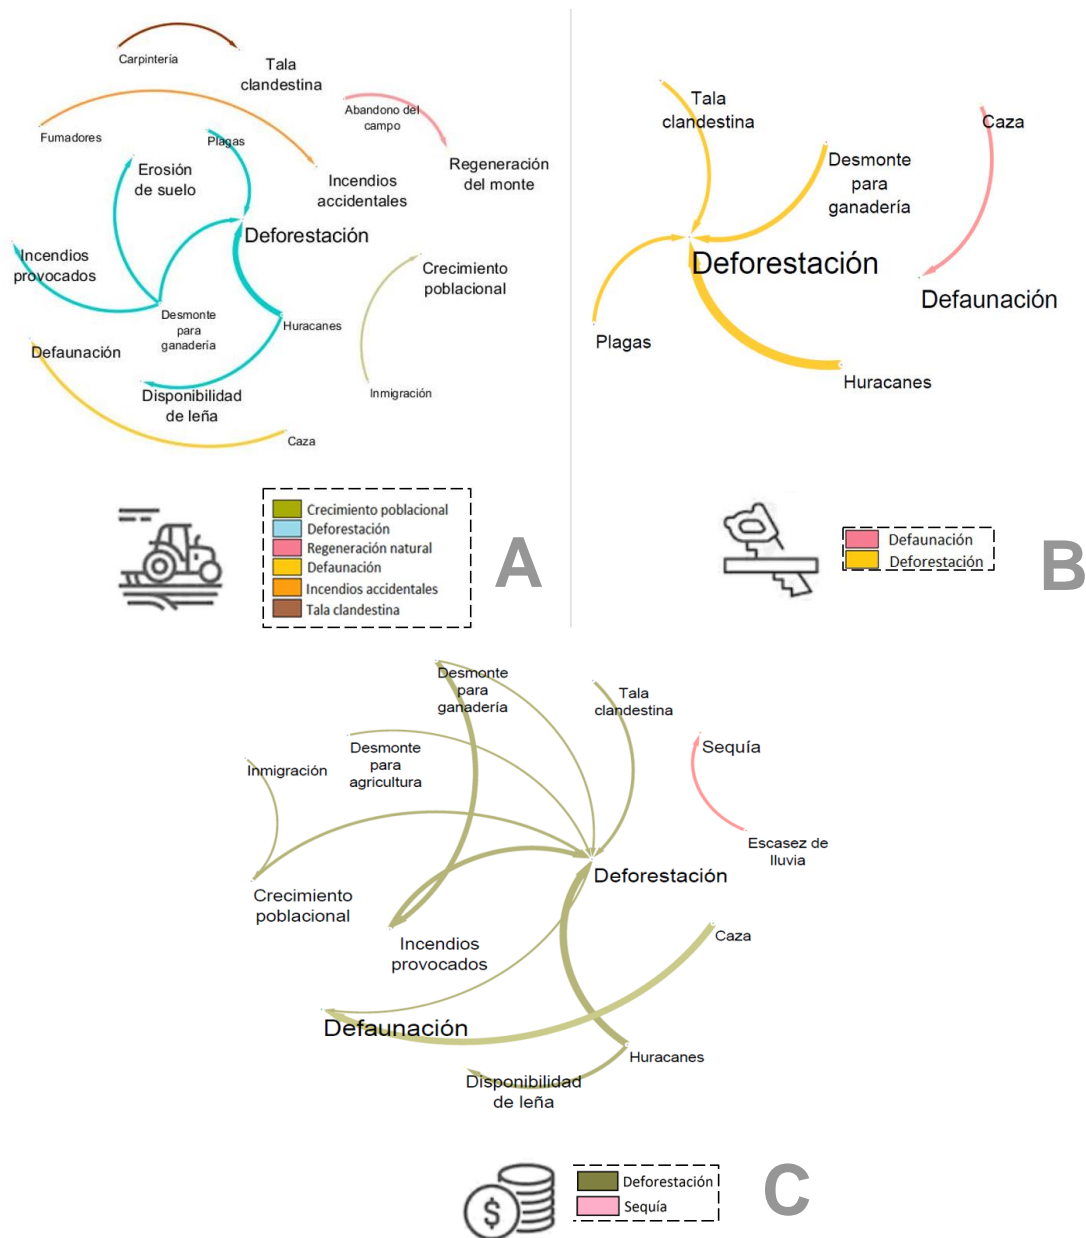 Carpintería
Tala
clandestina
Abandono del
campo
Fumadores
Plagas
Erosión
de suelo
Incendios
accidentales
Regeneración
del monte
Deforestación
Incendios
provocados
Crecimiento
poblacional
Desmonte
para
ganadería
Huracanes
Defaunación
Disponibilidad
de leña
Inmigración
Caza
Crecimiento poblacional
Deforestación
Regeneración natural
Defaunación
Incendios accidentales
Tala clandestina
A
Tala
clandestina
Caza
Desmonte
para
ganadería
Deforestación
Defaunación
Plagas
Huracanes
Defaunación
Deforestación
B
Desmonte
para
ganadería
Tala
clandestina
Inmigración
Desmonte
para
agricultura
Sequía
Escasez de
lluvia
Deforestación
Crecimiento
poblacional
Incendios
provocados
Caza
Defaunación
Huracanes
Disponibilidad
de leña
$
Deforestación
Sequía
C